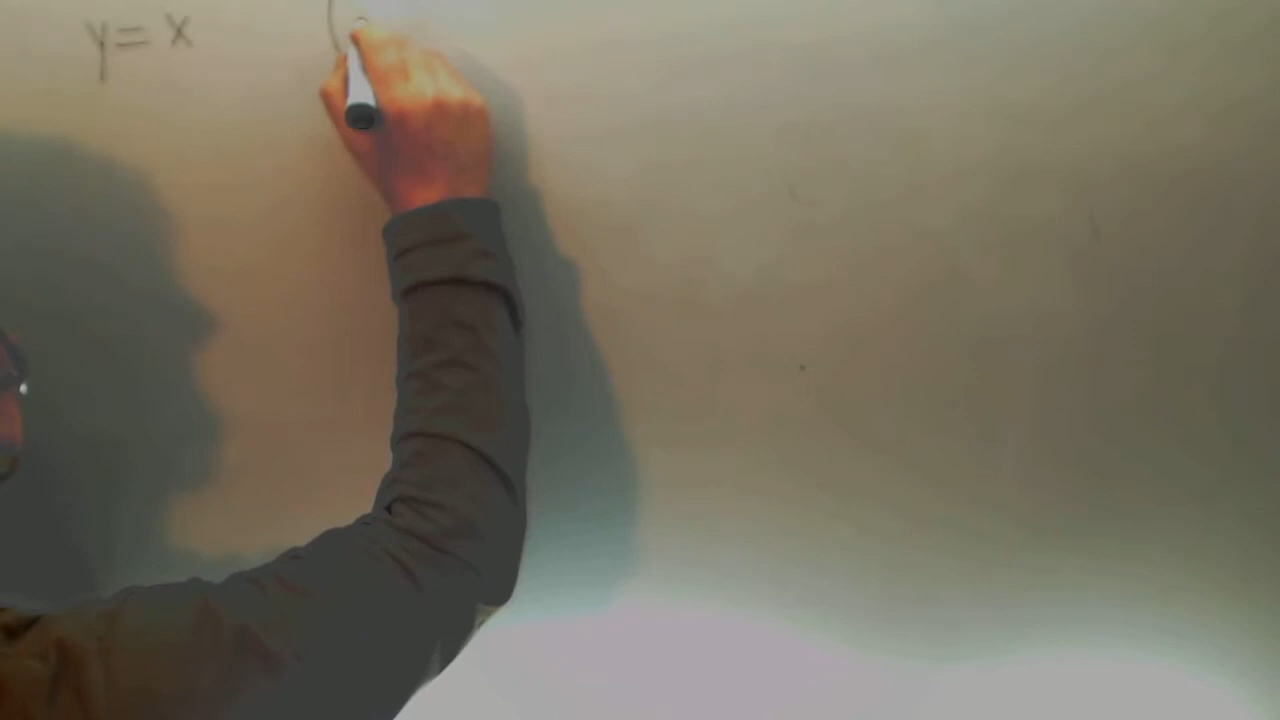 y = x